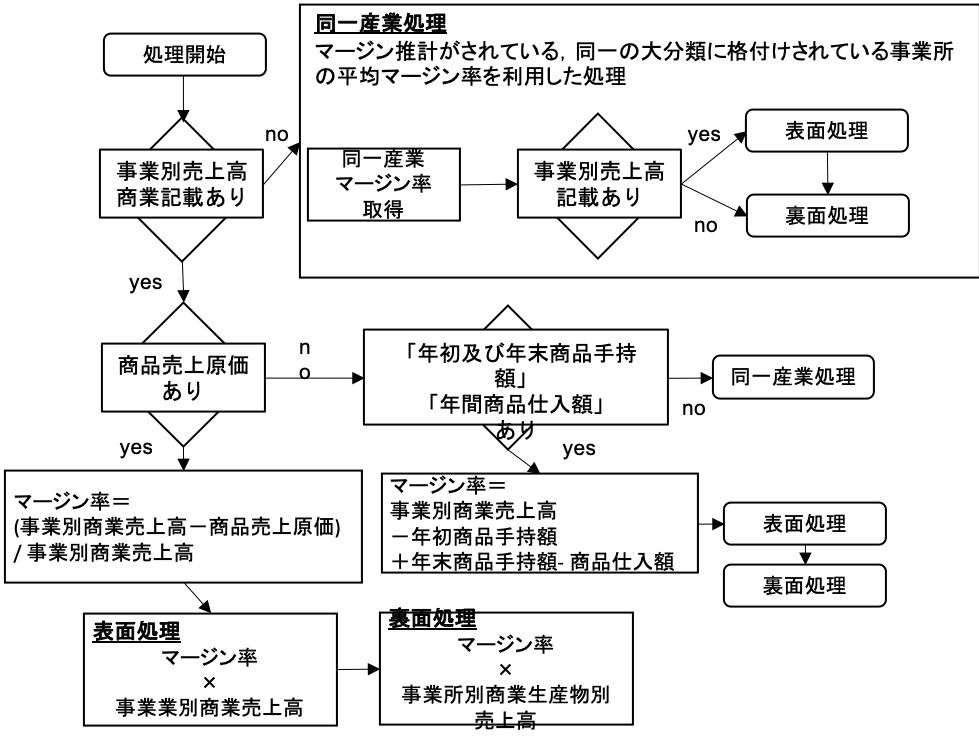 処理開始
事業別売上高
商業記載あり
no
yes
同一産業処理
マージン推計がされている，同一の大分類に格付けされている事業所
の平均マージン率を利用した処理
同一産業
マージン率
取得
事業別売上高
記載あり
yes
no
表面処理
裏面処理
商品売上原価
あり
n
o
yes
「年初及び年末商品手持
額」
「年間商品仕入額」
あり
no
yes
同一産業処理
マージン率＝
(事業別商業売上高－商品売上原価)
/ 事業別商業売上高
マージン率＝
事業別商業売上高
－年初商品手持額
＋年末商品手持額- 商品仕入額
表面処理
裏面処理
表面処理
マージン率
×
事業業別商業売上高
裏面処理
マージン率
×
事業所別商業生産物別
売上高